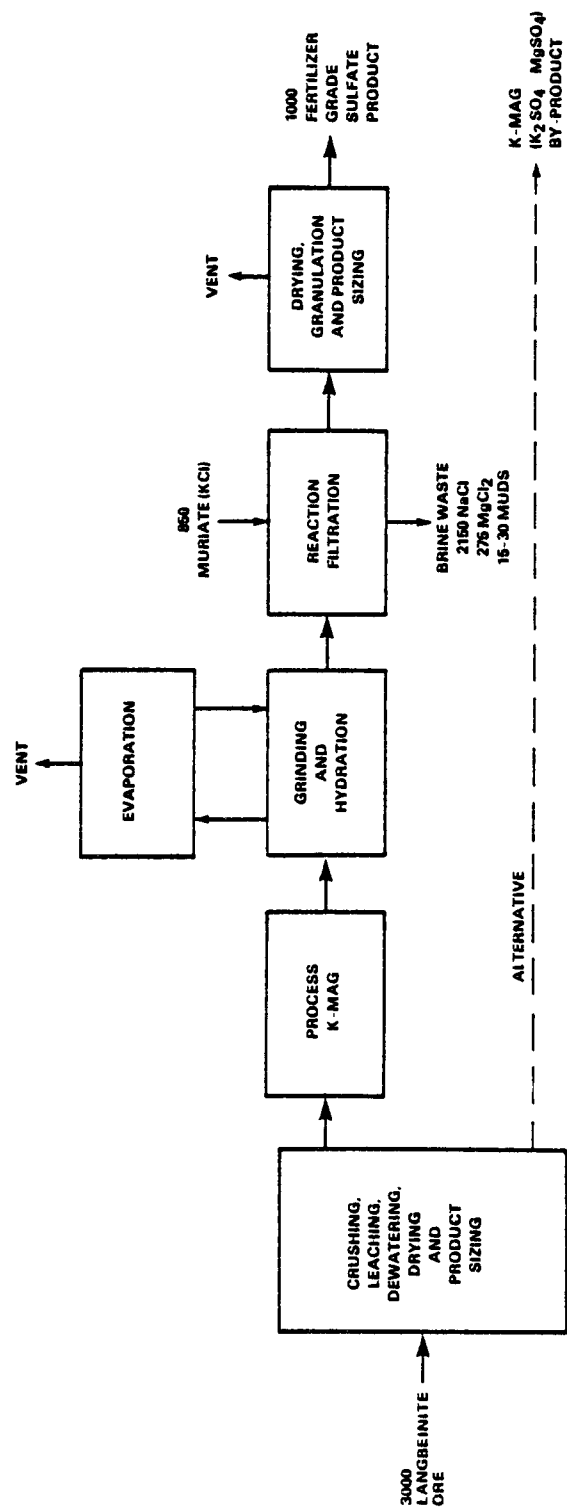 3000
LANGBEINITE
ORE
CRUSHING,
LEACHING,
DEWATERING,
DRYING
AND
PRODUCT
SIZING
PROCESS
K-MAG
VENT
EVAPORATION
GRINDING
AND
HYDRATION
850
MURIATE (KCl)
REACTION
FILTRATION
BRINE WASTE
2150 NaCl
275 MgCl₂
15-30 MUDS
VENT
DRYING,
GRANULATION
AND PRODUCT
SIZING
1000
FERTILIZER
GRADE
SULFATE
PRODUCT
ALTERNATIVE
K-MAG
(K₂SO₄ MgSO₄)
BY-PRODUCT